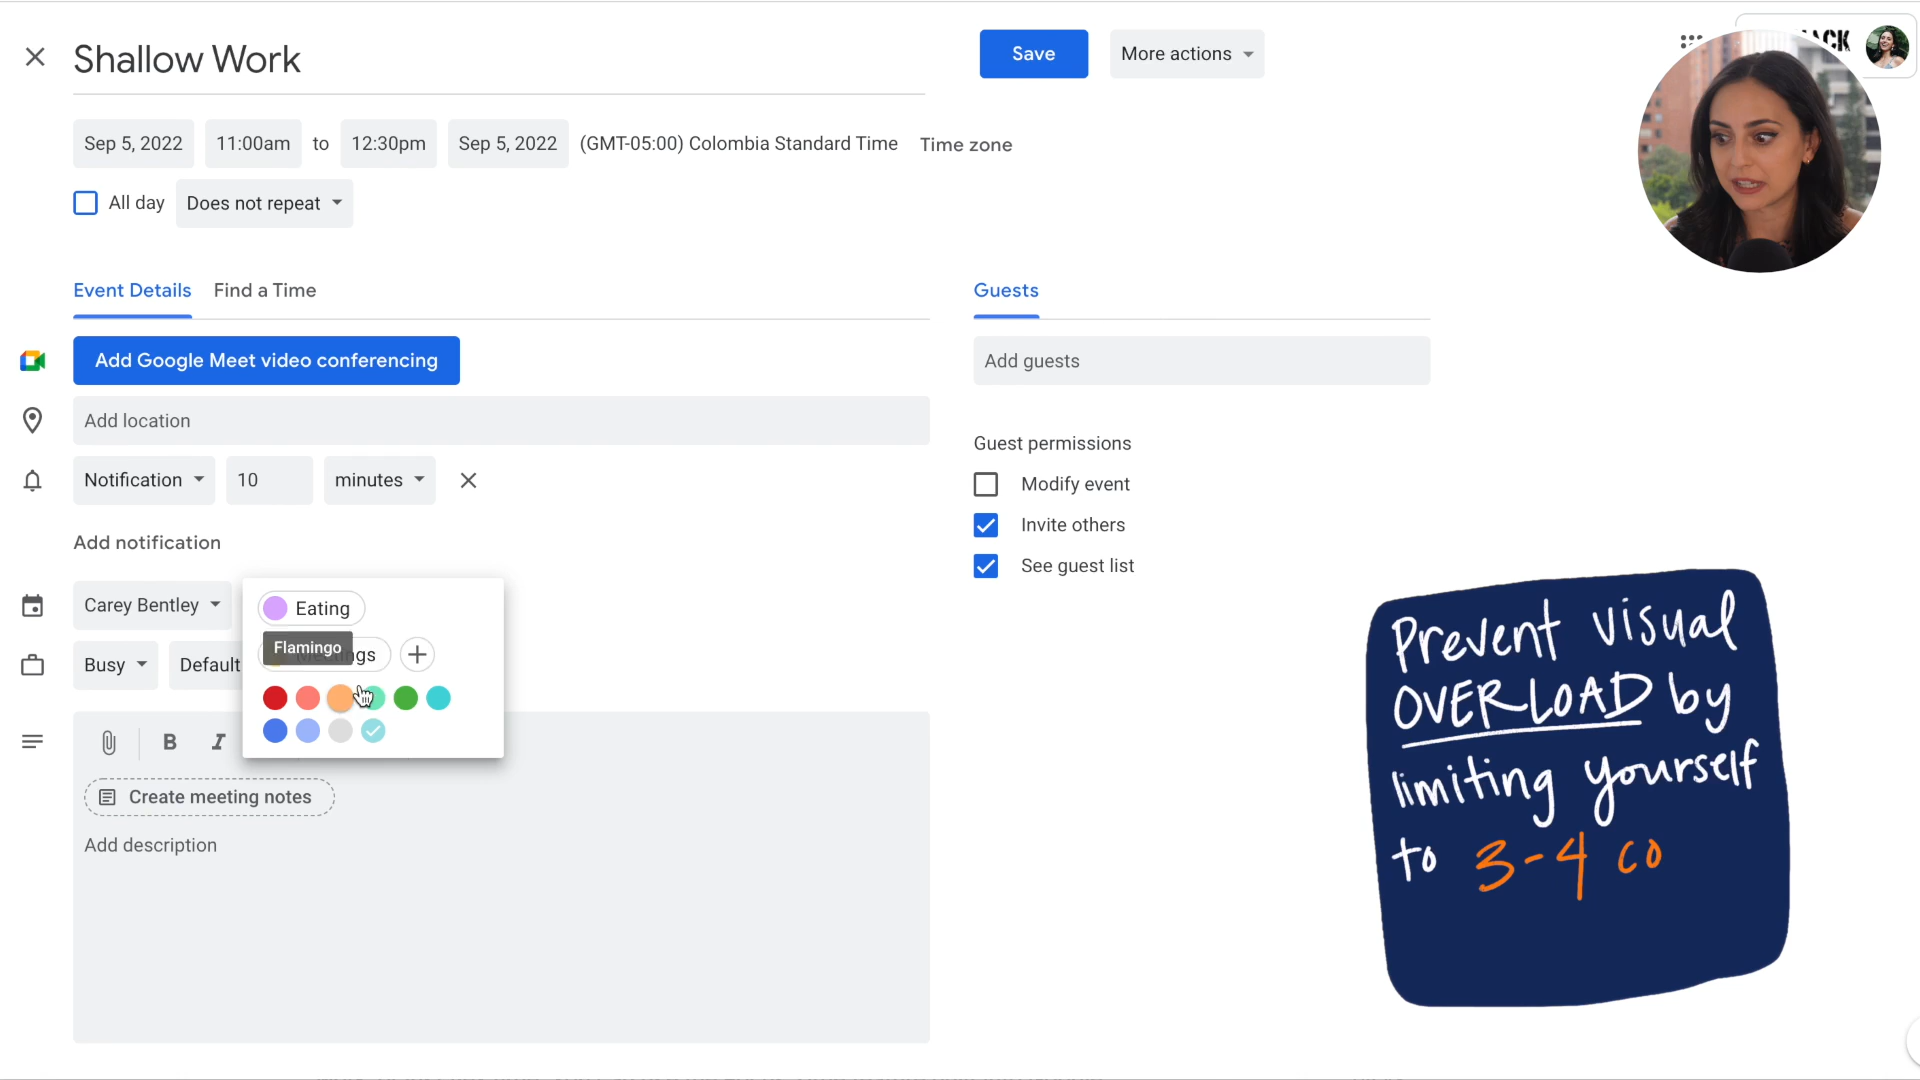 Shallow Work
Save
More actions
Sep 5, 2022 11:00am to 12:30pm Sep 5, 2022 (GMT-05:00) Colombia Standard Time Time zone
All day Does not repeat
Event Details Find a Time
Guests
Add Google Meet video conferencing
Add guests
Add location
Guest permissions
Notification 10 minutes
Modify event
Invite others
Add notification
See guest list
Carey Bentley
Eating
Flamingo
Busy Default
Create meeting notes
Add description
Prevent visual
OVERLOAD by
limiting yourself
to 3-4 co